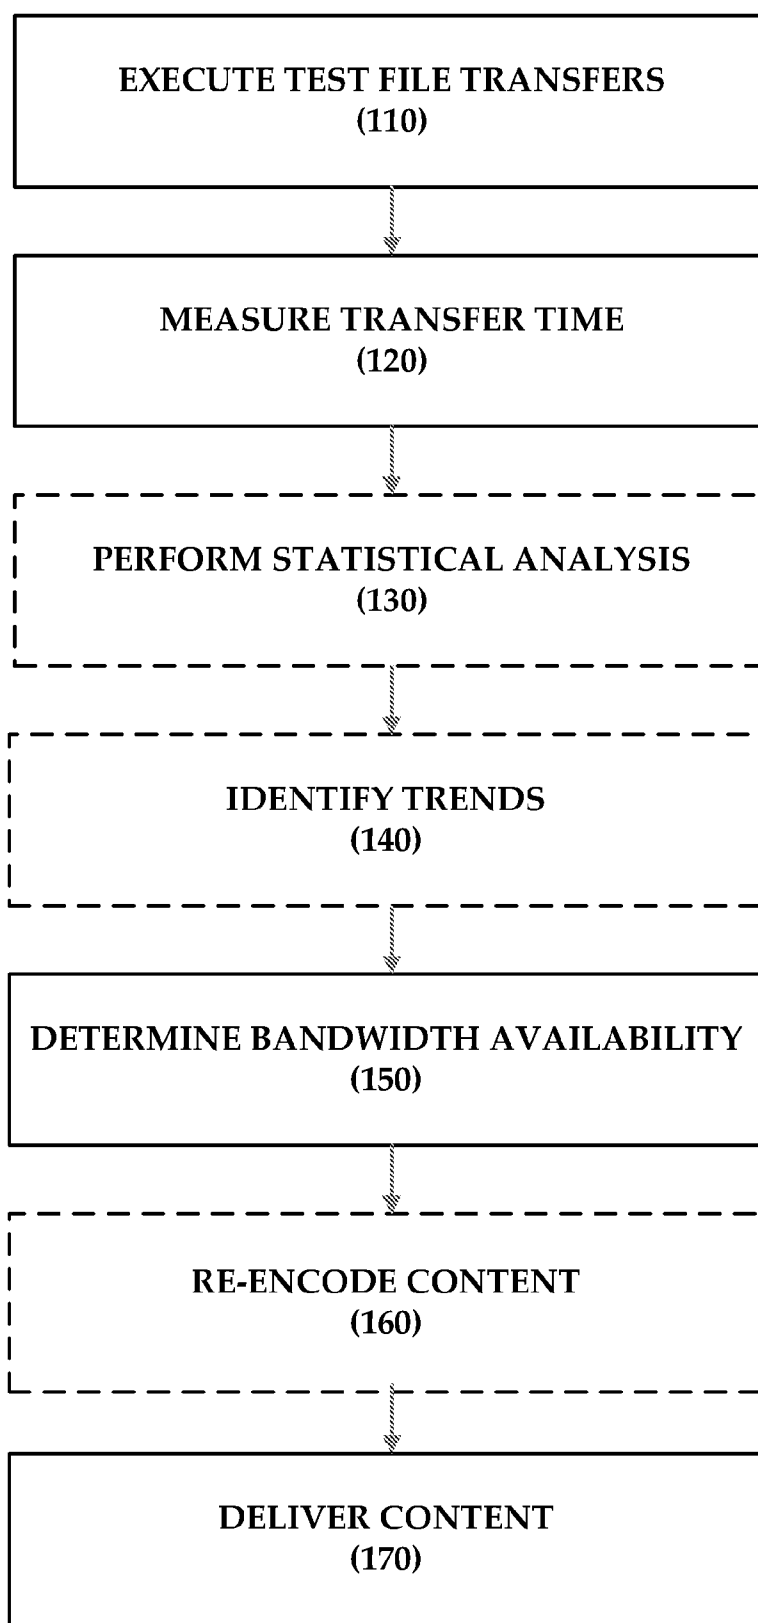 EXECUTE TEST FILE TRANSFERS
(110)
MEASURE TRANSFER TIME
(120)
PERFORM STATISTICAL ANALYSIS
(130)
IDENTIFY TRENDS
(140)
DETERMINE BANDWIDTH AVAILABILITY
(150)
RE-ENCODE CONTENT
(160)
DELIVER CONTENT
(170)